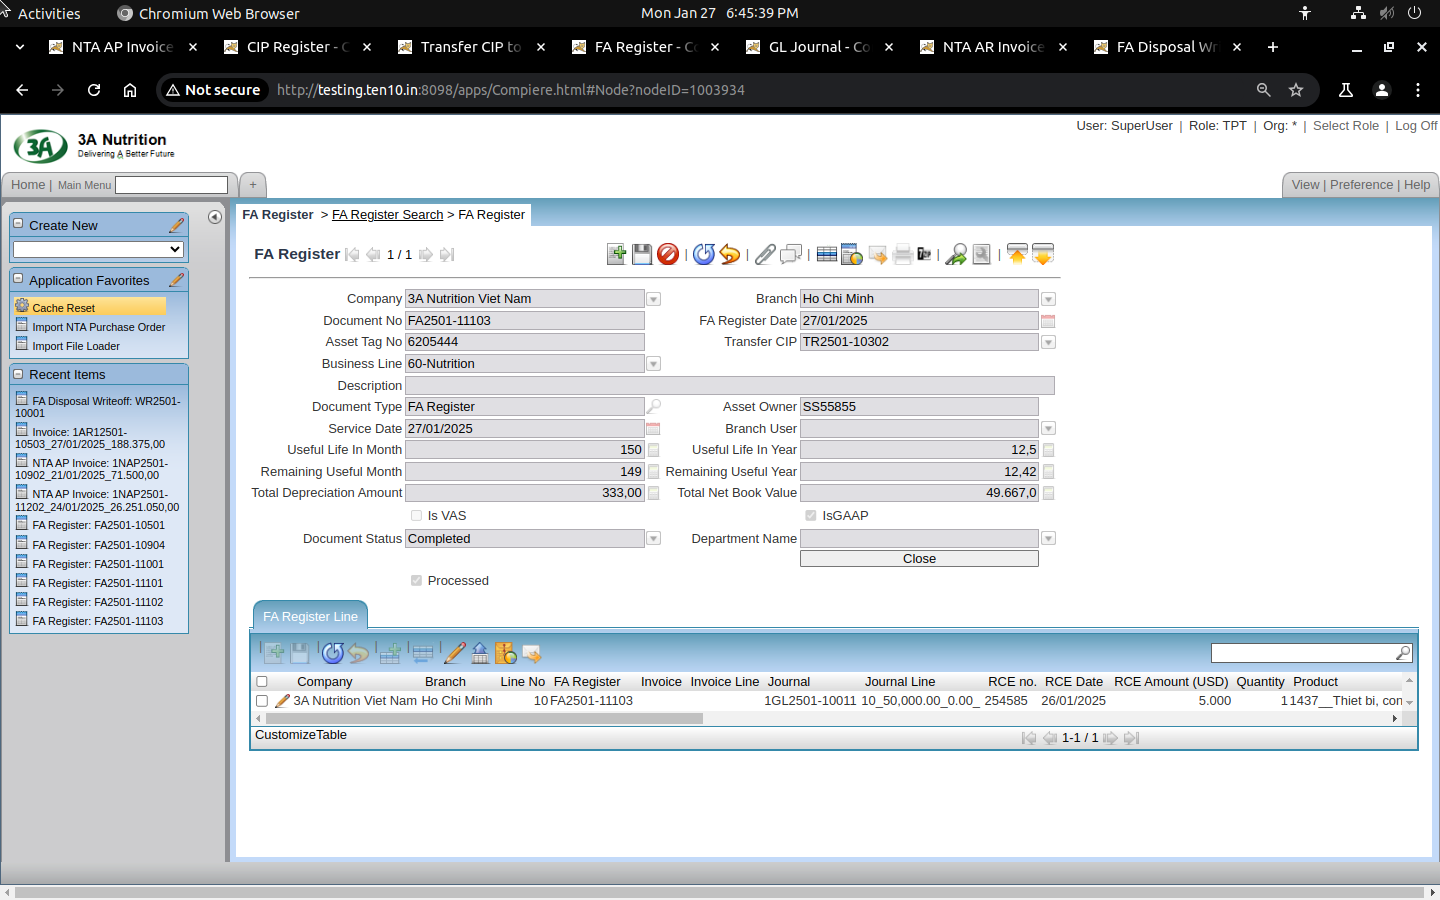 Activities
Chromium Web Browser
Mon Jan 27 6:45:39 PM
NTA AP Invoice
CIP Register - C
Transfer CIP to
FA Register - Co
GL Journal - Co
NTA AR Invoice
FA Disposal Wri
Not secure
http://testing.ten10.in:8098/apps/Compiere.html#Node?nodeID=1003934
3A
3A Nutrition
Delivering A Better Future
User: SuperUser | Role: TPT | Org: * | Select Role | Log Off
Home | Main Menu
+
View | Preference | Help
Create New
Application Favorites
Cache Reset
Import NTA Purchase Order
Import File Loader
Recent Items
FA Disposal Writeoff: WR2501-
10001
Invoice: 1AR12501-
10503_27/01/2025_188.375,00
NTA AP Invoice: 1NAP2501-
10902_21/01/2025_71.500,00
NTA AP Invoice: 1NAP2501-
11202_24/01/2025_26.251.050,00
FA Register: FA2501-10501
FA Register: FA2501-10904
FA Register: FA2501-11001
FA Register: FA2501-11101
FA Register: FA2501-11102
FA Register: FA2501-11103
FA Register > FA Register Search > FA Register
FA Register 1 / 1
Company 3A Nutrition Viet Nam Branch Ho Chi Minh
Document No FA2501-11103 FA Register Date 27/01/2025
Asset Tag No 6205444 Transfer CIP TR2501-10302
Business Line 60-Nutrition
Description
Document Type FA Register Asset Owner SS55855
Service Date 27/01/2025 Branch User
Useful Life In Month 150 Useful Life In Year 12,5
Remaining Useful Month 149 Remaining Useful Year 12,42
Total Depreciation Amount 333,00 Total Net Book Value 49.667,0
Is VAS IsGAAP
Document Status Completed Department Name
Close
Processed
FA Register Line
Company Branch Line No FA Register Invoice Invoice Line Journal Journal Line RCE no. RCE Date RCE Amount (USD) Quantity Product
3A Nutrition Viet Nam Ho Chi Minh 10 FA2501-11103 1GL2501-10011 10_50,000.00_0.00_ 254585 26/01/2025 5.000 1 1437__Thiet bi, con
CustomizeTable
1-1 / 1